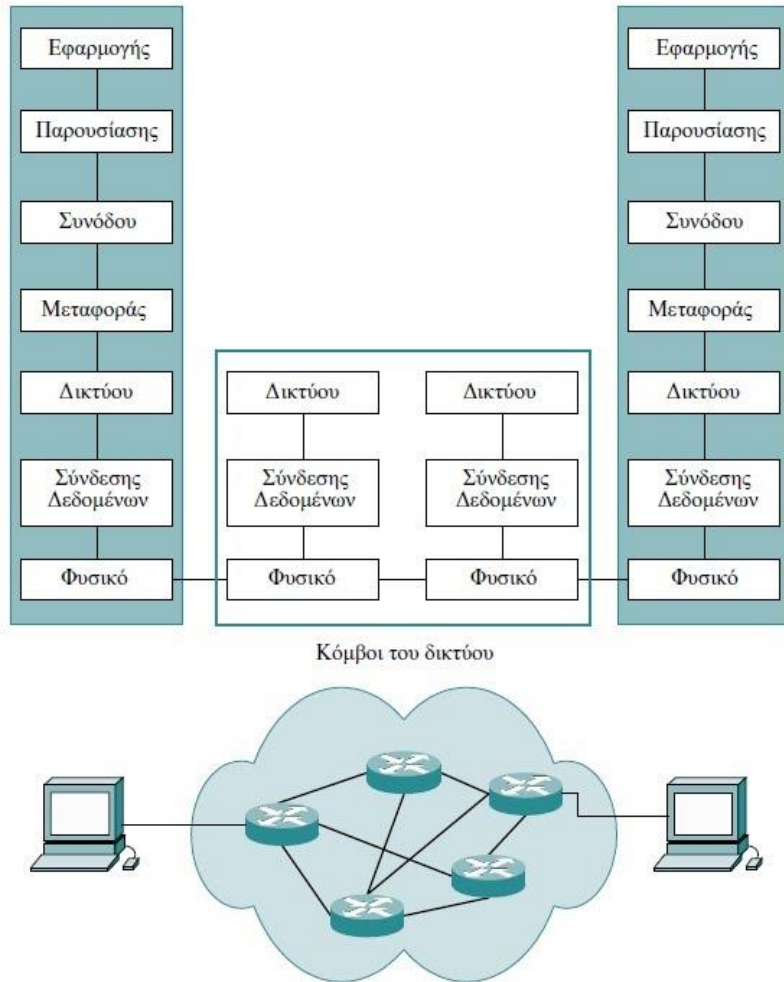 Εφαρμογής
Παρουσίασης
Συνόδου
Μεταφοράς
Δικτύου
Σύνδεσης
Δεδομένων
Φυσικό
Δικτύου
Σύνδεσης
Δεδομένων
Φυσικό
Δικτύου
Σύνδεσης
Δεδομένων
Φυσικό
Εφαρμογής
Παρουσίασης
Συνόδου
Μεταφοράς
Δικτύου
Σύνδεσης
Δεδομένων
Φυσικό
Κόμβοι του δικτύου